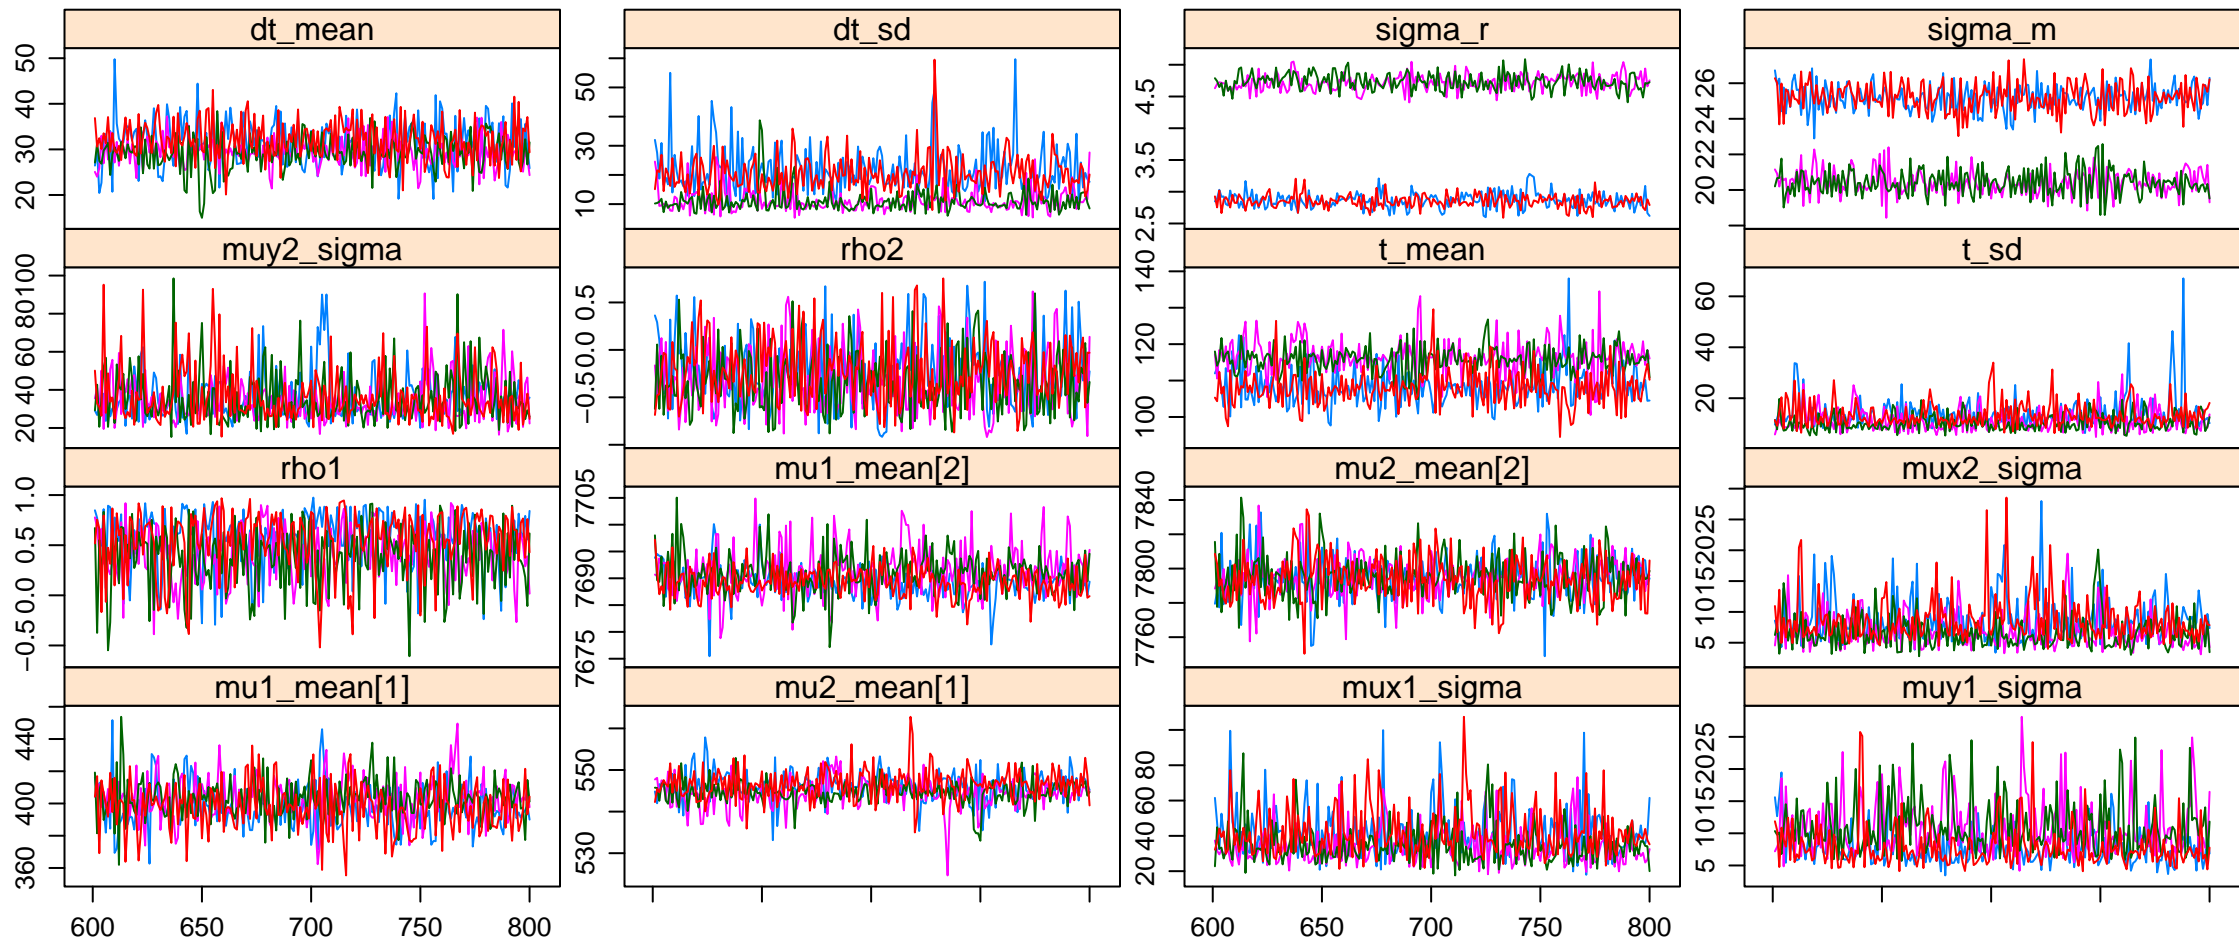 dt_mean dt_sd sigma_r sigma_m
20 30 40 50
10 30 50
2.5 3.5 4.5
20 22 24 26
muy2_sigma rho2 t_mean t_sd
20 40 60 80 100
−0.5 0.0 0.5
100 120 140
20 40 60
rho1 mu1_mean[2] mu2_mean[2] mux2_sigma
−0.5 0.0 0.5 1.0
7675 7690 7705
7760 7800 7840
5 10 15 20 25
mu1_mean[1] mu2_mean[1] mux1_sigma muy1_sigma
360 400 440
530 550
20 40 60 80
5 10 15 20 25
600 650 700 750 800 600 650 700 750 800